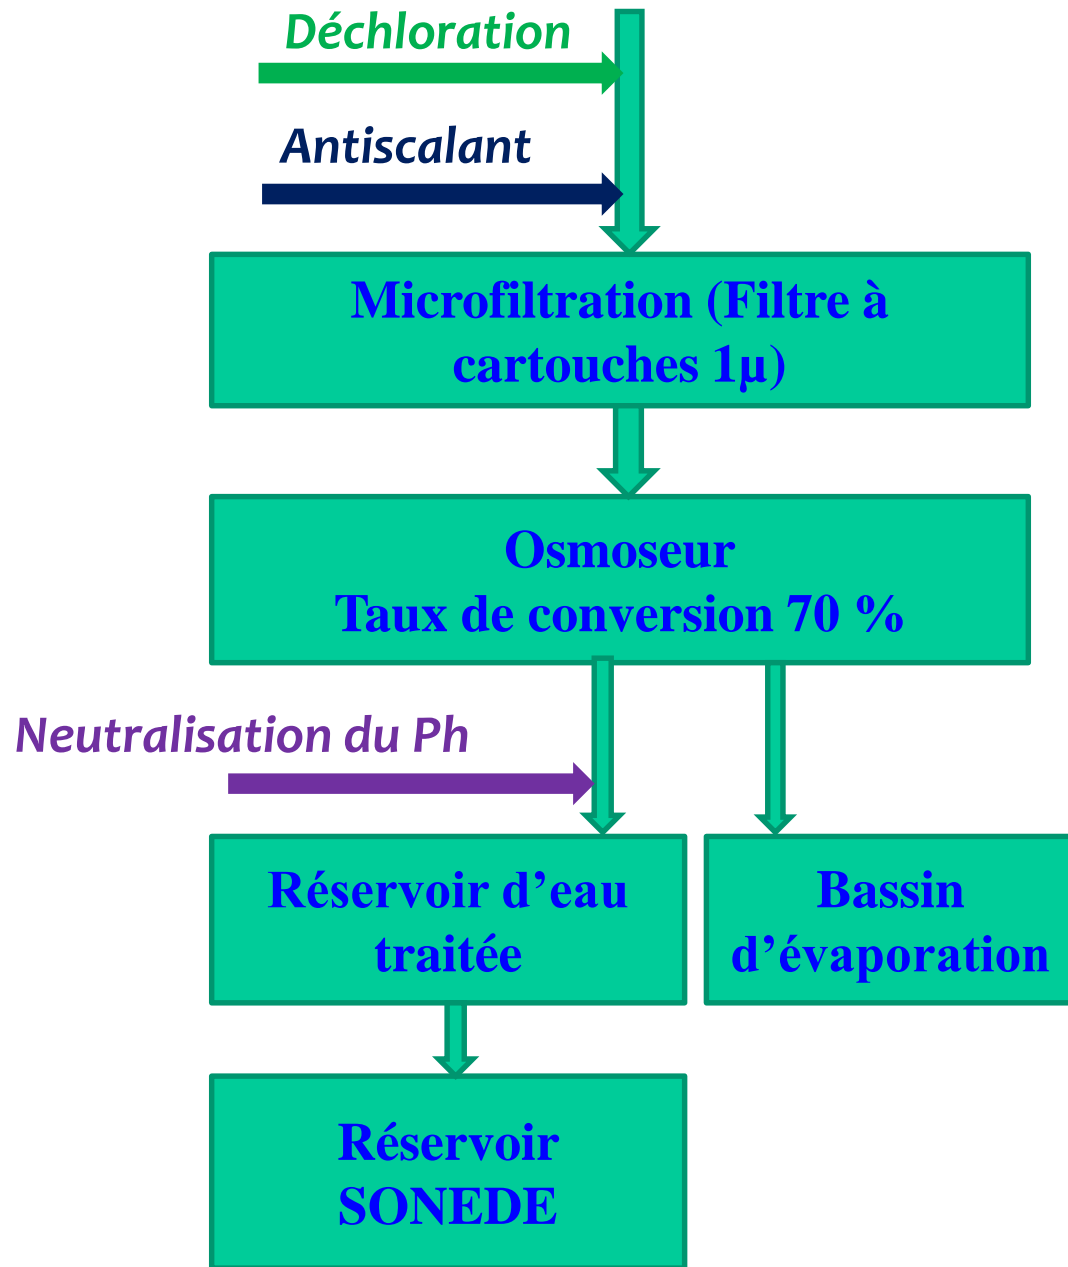 Déchloration
Antiscalant
Microfiltration (Filtre à
cartouches 1µ)
Osmoseur
Taux de conversion 70 %
Neutralisation du Ph
Réservoir d’eau
traitée
Bassin
d’évaporation
Réservoir
SONEDE